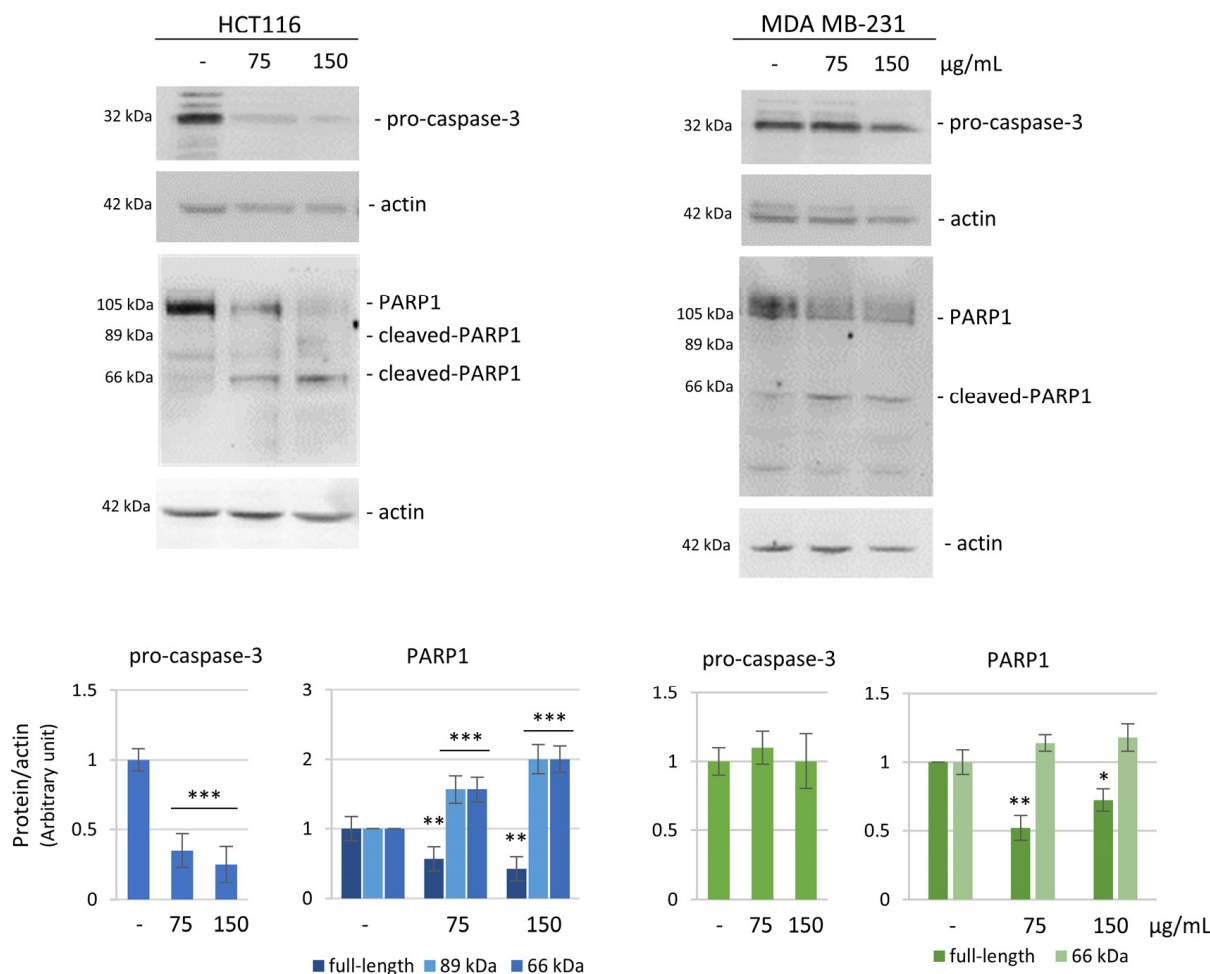 HCT116
- 75 150
32 kDa - pro-caspase-3
42 kDa - actin
105 kDa - PARP1
89 kDa - cleaved-PARP1
66 kDa - cleaved-PARP1
42 kDa - actin
MDA MB-231
- 75 150 µg/mL
32 kDa - pro-caspase-3
42 kDa - actin
105 kDa - PARP1
89 kDa
66 kDa - cleaved-PARP1
42 kDa - actin
Protein/actin
(Arbitrary unit)
pro-caspase-3
1.5
1
0.5
0
***
- 75 150
PARP1
3
2
1
0
** *** ** ***
- 75 150
full-length 89 kDa 66 kDa
pro-caspase-3
1.5
1
0.5
0
- 75 150
PARP1
1.5
1
0.5
0
** *
- 75 150 µg/mL
full-length 66 kDa